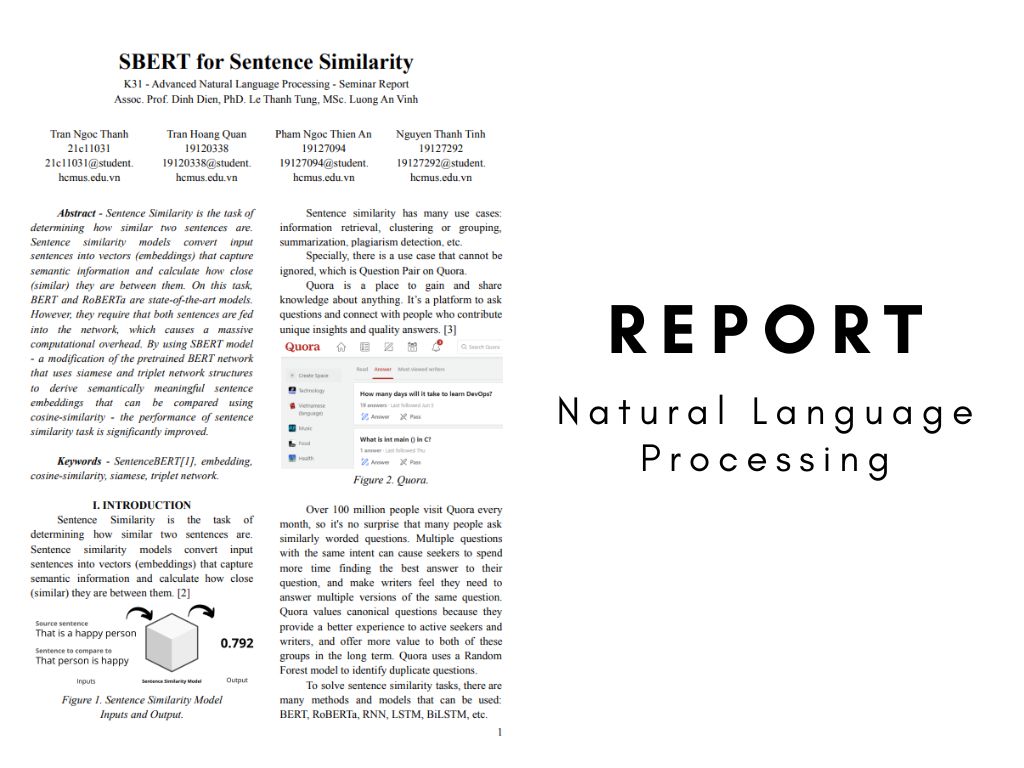 SBERT for Sentence Similarity
K31 - Advanced Natural Language Processing - Seminar Report
Assoc. Prof. Dinh Dien, PhD. Le Thanh Tung, MSc. Luong An Vinh
Tran Ngoc Thanh
21c11031
21c11031@student.
hcmus.edu.vn
Tran Hoang Quan
19120338
19120338@student.
hcmus.edu.vn
Pham Ngoc Thien An
19127094
19127094@student.
hcmus.edu.vn
Nguyen Thanh Tinh
19127292
19127292@student.
hcmus.edu.vn
Abstract - Sentence Similarity is the task of
determining how similar two sentences are.
Sentence similarity models convert input
sentences into vectors (embeddings) that capture
semantic information and calculate how close
(similar) they are between them. On this task,
BERT and RoBERTa are state-of-the-art models.
However, they require that both sentences are fed
into the network, which causes a massive
computational overhead. By using SBERT model
- a modification of the pretrained BERT network
that uses siamese and triplet network structures
to derive semantically meaningful sentence
embeddings that can be compared using
cosine-similarity - the performance of sentence
similarity task is significantly improved.
Keywords - SentenceBERT[1], embedding,
cosine-similarity, siamese, triplet network.
I. INTRODUCTION
Sentence Similarity is the task of
determining how similar two sentences are.
Sentence similarity models convert input
sentences into vectors (embeddings) that capture
semantic information and calculate how close
(similar) they are between them. [2]
Source sentence
That is a happy person
Sentence to compare to
That person is happy
Inputs
Sentence Similarity Model
0.792
Output
Figure 1. Sentence Similarity Model
Inputs and Output.
Sentence similarity has many use cases:
information retrieval, clustering or grouping,
summarization, plagiarism detection, etc.
Specially, there is a use case that cannot be
ignored, which is Question Pair on Quora.
Quora is a place to gain and share
knowledge about anything. It's a platform to ask
questions and connect with people who contribute
unique insights and quality answers. [3]
Quora
Search Quora
Create Space
Technology
Vietnamese
(language)
Music
Food
Health
Read Answer Most viewed writers
How many days will it take to learn DevOps?
19 answers · Last followed Jun 3
Answer Pass
What is int main () in C?
1 answer · Last followed Thu
Answer Pass
Figure 2. Quora.
Over 100 million people visit Quora every
month, so it's no surprise that many people ask
similarly worded questions. Multiple questions
with the same intent can cause seekers to spend
more time finding the best answer to their
question, and make writers feel they need to
answer multiple versions of the same question.
Quora values canonical questions because they
provide a better experience to active seekers and
writers, and offer more value to both of these
groups in the long term. Quora uses a Random
Forest model to identify duplicate questions.
To solve sentence similarity tasks, there are
many methods and models that can be used:
BERT, RoBERTa, RNN, LSTM, BiLSTM, etc.
1
REPORT
Natural Language
Processing